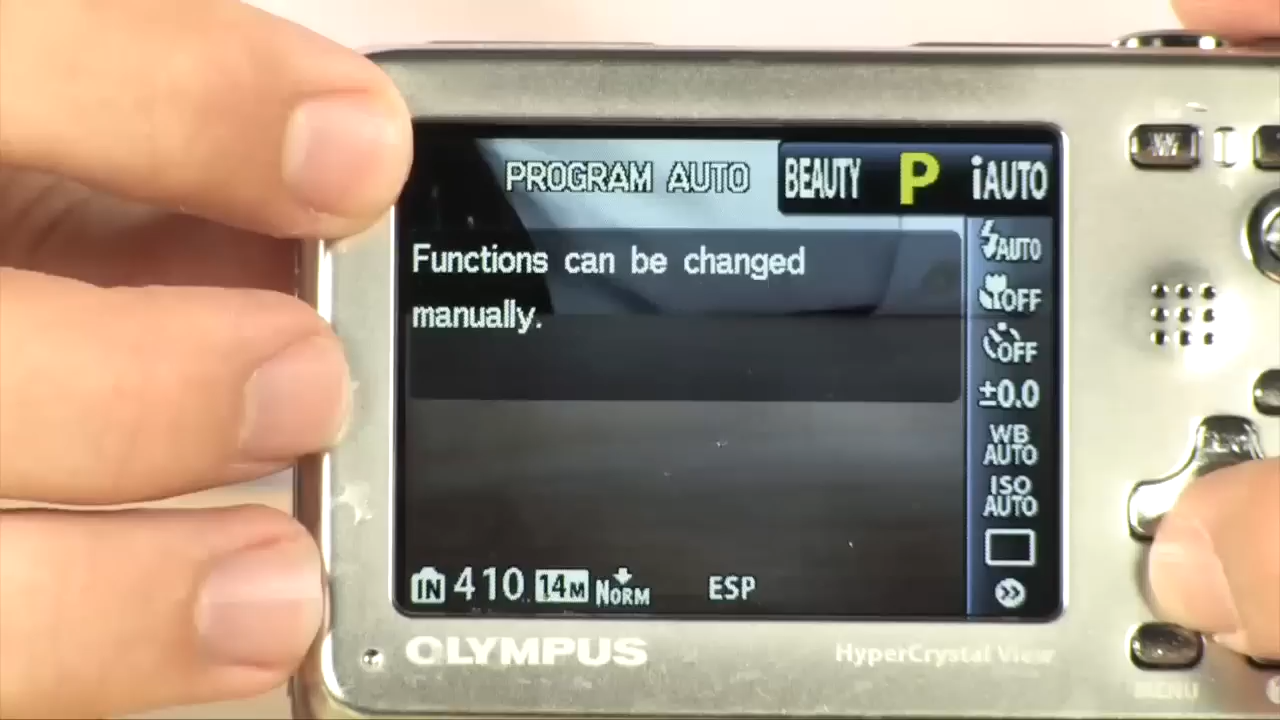 PROGRAM AUTO
BEAUTY P iAUTO
Functions can be changed
manually.
AUTO
OFF
OFF
±0.0
WB
AUTO
ISO
AUTO
IN 410 14M NORM ESP
OLYMPUS
HyperCrystal View
W
MENU